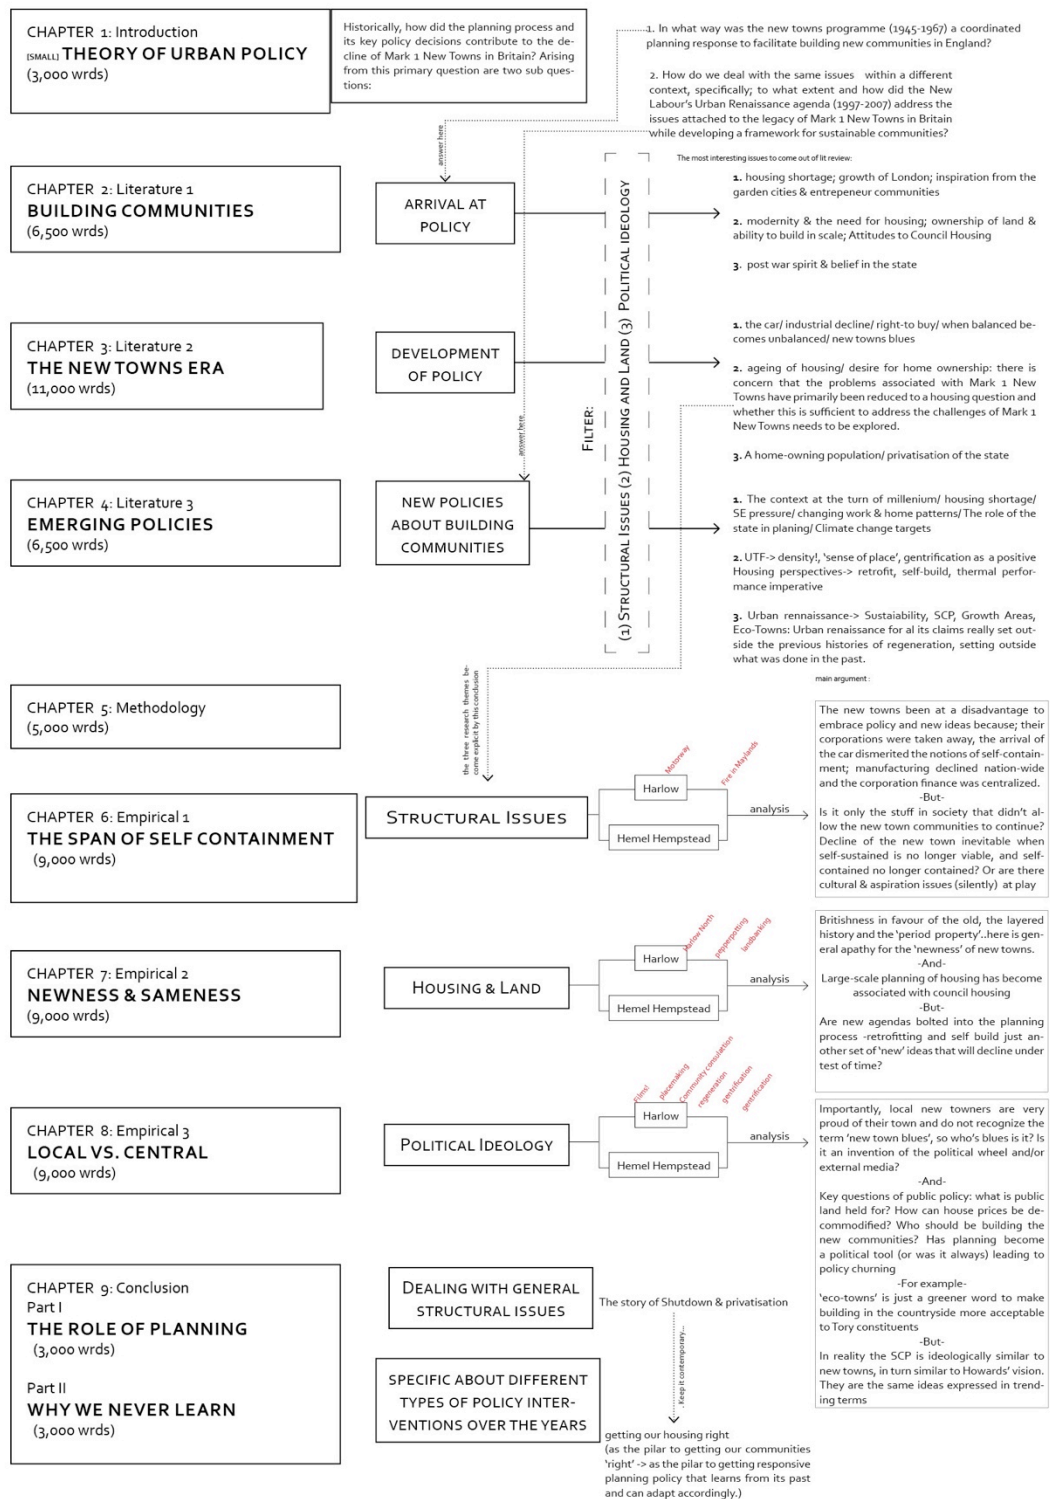 CHAPTER 1: Introduction
[SMALL] THEORY OF URBAN POLICY
(3,000 wrds)
Historically, how did the planning process and
its key policy decisions contribute to the de-
cline of Mark 1 New Towns in Britain? Arising
from this primary question are two sub ques-
tions:
1. In what way was the new towns programme (1945-1967) a coordinated
planning response to facilitate building new communities in England?
2. How do we deal with the same issues within a different
context, specifically; to what extent and how did the New
Labour's Urban Renaissance agenda (1997-2007) address the
issues attached to the legacy of Mark 1 New Towns in Britain
while developing a framework for sustainable communities?
answer here
CHAPTER 2: Literature 1
BUILDING COMMUNITIES
(6,500 wrds)
ARRIVAL AT
POLICY
The most interesting issues to come out of lit review:
1. housing shortage; growth of London; inspiration from the
garden cities & entrepeneur communities
2. modernity & the need for housing; ownership of land &
ability to build in scale; Attitudes to Council Housing
3. post war spirit & belief in the state
CHAPTER 3: Literature 2
THE NEW TOWNS ERA
(11,000 wrds)
DEVELOPMENT
OF POLICY
1. the car/ industrial decline/ right-to buy/ when balanced be-
comes unbalanced/ new towns blues
2. ageing of housing/ desire for home ownership: there is
concern that the problems associated with Mark 1 New
Towns have primarily been reduced to a housing question and
whether this is sufficient to address the challenges of Mark 1
New Towns needs to be explored.
3. A home-owning population/ privatisation of the state
FILTER:
(1) STRUCTURAL ISSUES (2) HOUSING AND LAND (3) POLITICAL IDEOLOGY
answer here
CHAPTER 4: Literature 3
EMERGING POLICIES
(6,500 wrds)
NEW POLICIES
ABOUT BUILDING
COMMUNITIES
1. The context at the turn of millenium/ housing shortage/
SE pressure/ changing work & home patterns/ The role of the
state in planing/ Climate change targets
2. UTF-> density!, 'sense of place', gentrification as a positive
Housing perspectives-> retrofit, self-build, thermal perfor-
mance imperative
3. Urban rennaissance-> Sustaiability, SCP, Growth Areas,
Eco-Towns: Urban renaissance for al its claims really set out-
side the previous histories of regeneration, setting outside
what was done in the past.
CHAPTER 5: Methodology
(5,000 wrds)
the three research themes be-
come explicit by this conclusion
main argument :
CHAPTER 6: Empirical 1
THE SPAN OF SELF CONTAINMENT
(9,000 wrds)
STRUCTURAL ISSUES
Motorway
Fire in Maylands
Harlow
Hemel Hempstead
analysis
The new towns been at a disadvantage to
embrace policy and new ideas because; their
corporations were taken away, the arrival of
the car dismerited the notions of self-contain-
ment; manufacturing declined nation-wide
and the corporation finance was centralized.
-But-
Is it only the stuff in society that didn't al-
low the new town communities to continue?
Decline of the new town inevitable when
self-sustained is no longer viable, and self-
contained no longer contained? Or are there
cultural & aspiration issues (silently) at play
CHAPTER 7: Empirical 2
NEWNESS & SAMENESS
(9,000 wrds)
HOUSING & LAND
Harlow North
pepperpotting
landbanking
Harlow
Hemel Hempstead
analysis
Britishness in favour of the old, the layered
history and the 'period property'..here is gen-
eral apathy for the 'newness' of new towns.
-And-
Large-scale planning of housing has become
associated with council housing
-But-
Are new agendas bolted into the planning
process -retrofitting and self build just an-
other set of 'new' ideas that will decline under
test of time?
CHAPTER 8: Empirical 3
LOCAL VS. CENTRAL
(9,000 wrds)
POLITICAL IDEOLOGY
Films!
placemaking
Community consulation
regeneration
gentrification
gentrification
Harlow
Hemel Hempstead
analysis
Importantly, local new towners are very
proud of their town and do not recognize the
term 'new town blues', so who's blues is it? Is
it an invention of the political wheel and/or
external media?
-And-
Key questions of public policy: what is public
land held for? How can house prices be de-
commodified? Who should be building the
new communities? Has planning become
a political tool (or was it always) leading to
policy churning
-For example-
'eco-towns' is just a greener word to make
building in the countryside more acceptable
to Tory constituents
-But-
In reality the SCP is ideologically similar to
new towns, in turn similar to Howards' vision.
They are the same ideas expressed in trend-
ing terms
CHAPTER 9: Conclusion
Part I
THE ROLE OF PLANNING
(3,000 wrds)
Part II
WHY WE NEVER LEARN
(3,000 wrds)
DEALING WITH GENERAL
STRUCTURAL ISSUES
The story of Shutdown & privatisation
SPECIFIC ABOUT DIFFERENT
TYPES OF POLICY INTER-
VENTIONS OVER THE YEARS
. Keep it contemporary...
getting our housing right
(as the pilar to getting our communities
'right' -> as the pilar to getting responsive
planning policy that learns from its past
and can adapt accordingly.)